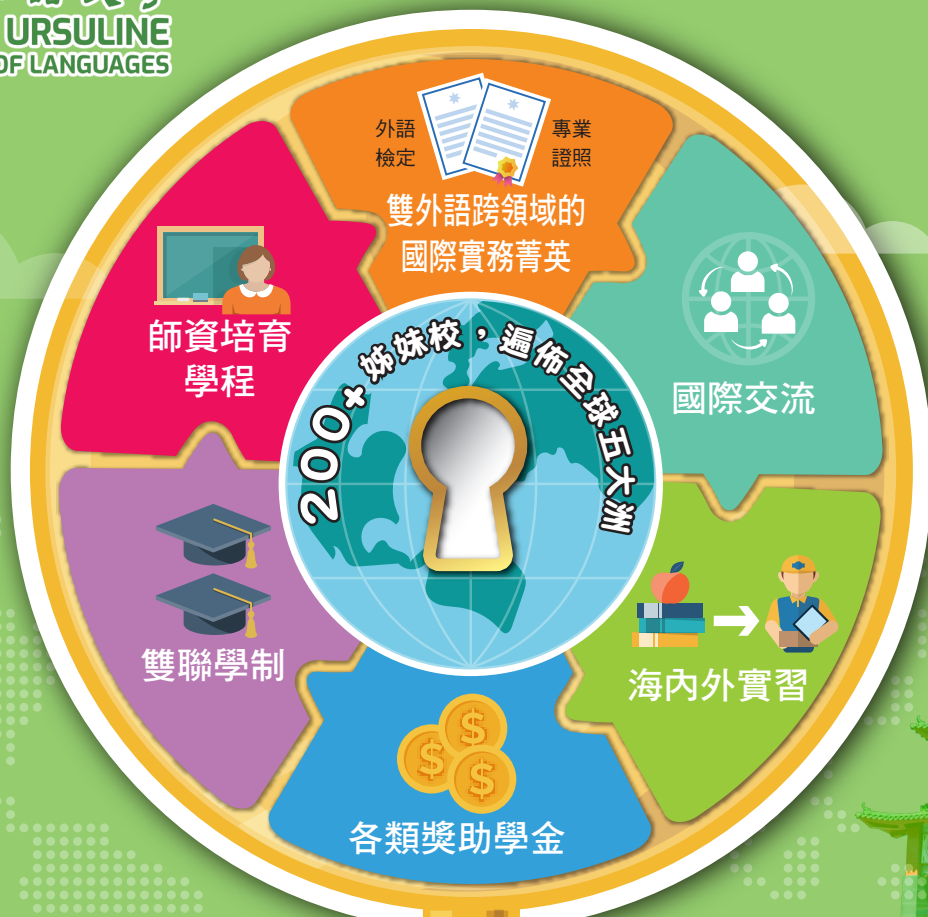 URSULINE
OF LANGUAGES
外語
檢定
專業
證照
雙外語跨領域的
國際實務菁英
師資培育
學程
國際交流
200+ 姊妹校，遍佈全球五大洲
雙聯學制
海內外實習
各類獎助學金